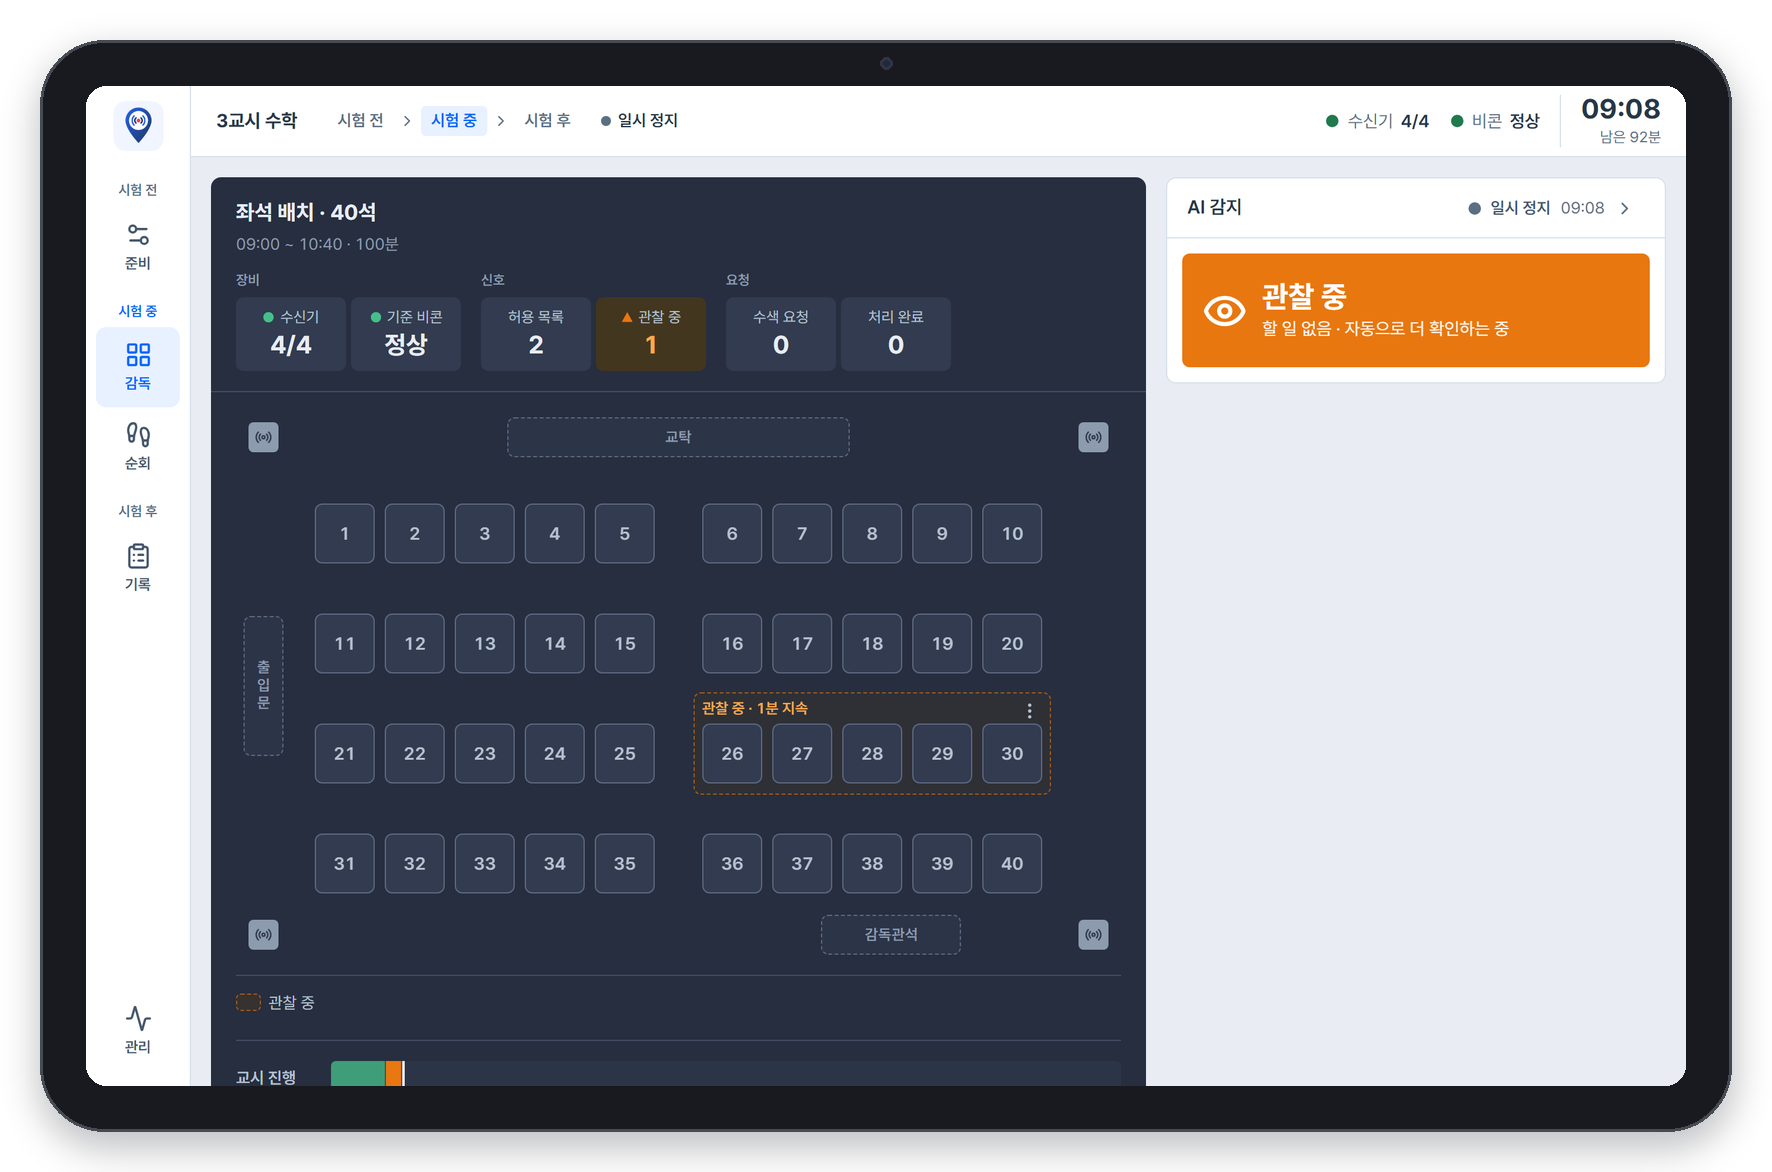 3교시 수학
시험 전
시험 중
시험 후
일시 정지
수신기 4/4
비콘 정상
09:08
남은 92분
시험 전
준비
시험 중
감독
순회
시험 후
기록
관리
좌석 배치 · 40석
09:00 ~ 10:40 · 100분
장비
신호
요청
수신기
4/4
기준 비콘
정상
허용 목록
2
관찰 중
1
수색 요청
0
처리 완료
0
교탁
1 2 3 4 5 6 7 8 9 10
11 12 13 14 15 16 17 18 19 20
출입문
관찰 중 · 1분 지속
21 22 23 24 25 26 27 28 29 30
31 32 33 34 35 36 37 38 39 40
감독관석
관찰 중
교시 진행
AI 감지
일시 정지 09:08
관찰 중
할 일 없음 · 자동으로 더 확인하는 중